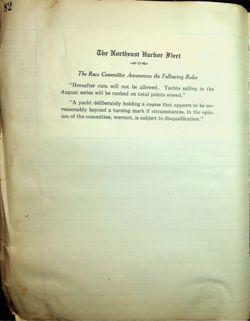 82
The Northeast Harbor Fleet
The Race Committee Announces the Following Rules
"Hereafter cuts will not be allowed. Yachts sailing in the
August series will be ranked on total points scored."
"A yacht deliberately holding a course that appears to be un-
reasonably beyond a turning mark if circumstances, in the opin-
ion of the committee, warrant, is subject to disqualification."